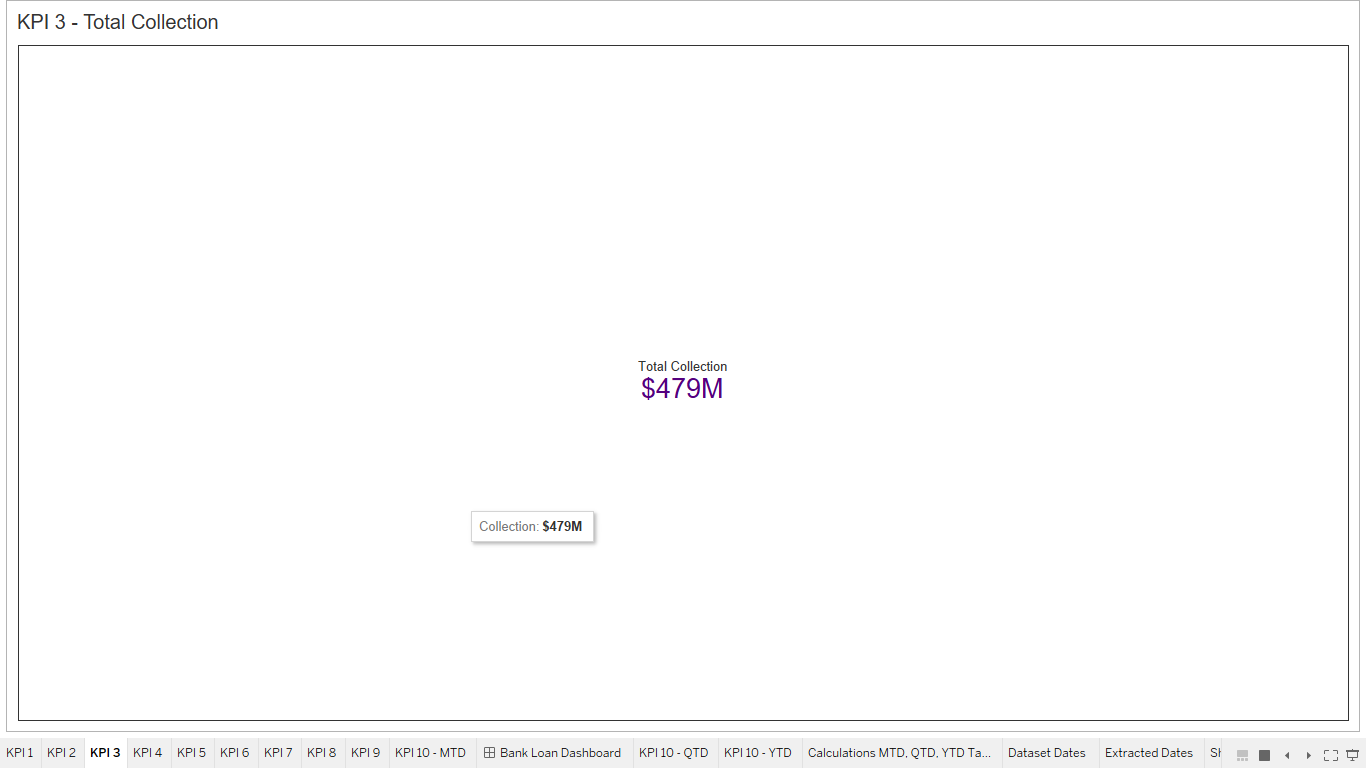 KPI 3 - Total Collection
Total Collection
$479M
Collection: $479M
KPI 1 KPI 2 KPI 3 KPI 4 KPI 5 KPI 6 KPI 7 KPI 8 KPI 9 KPI 10 - MTD Bank Loan Dashboard KPI 10 - QTD KPI 10 - YTD Calculations MTD, QTD, YTD Ta... Dataset Dates Extracted Dates